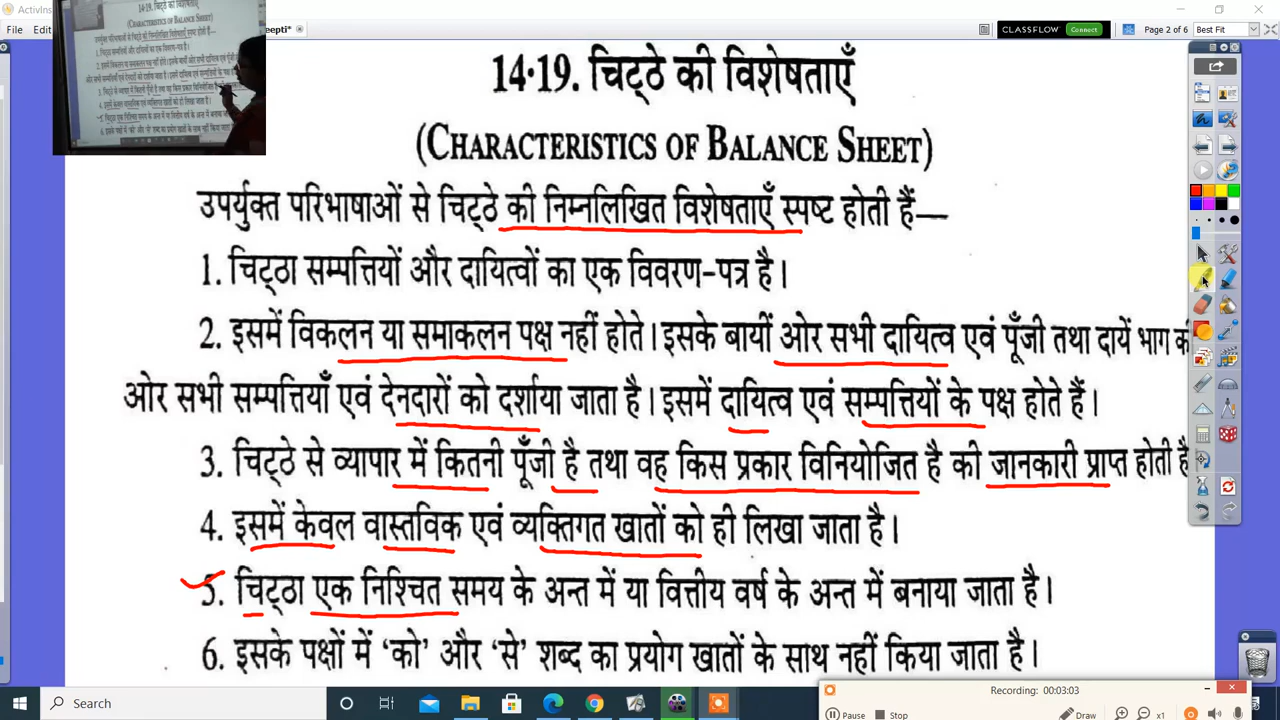 ActivInsp
File
Edi
eepti*
CLASSFLOW
Connect
Page 2 of 6
Best Fit
14·19. चिट्ठे की विशेषताएँ
(CHARACTERISTICS OF BALANCE SHEET)
उपर्युक्त परिभाषाओं से चिट्ठे की निम्नलिखित विशेषताएँ स्पष्ट होती हैं—
1. चिट्ठा सम्पत्तियों और दायित्वों का एक विवरण-पत्र है।
2. इसमें विकलन या समाकलन पक्ष नहीं होते। इसके बायीं ओर सभी दायित्व एवं पूँजी तथा दायें भाग की
ओर सभी सम्पत्तियाँ एवं देनदारों को दर्शाया जाता है। इसमें दायित्व एवं सम्पत्तियों के पक्ष होते हैं।
3. चिट्ठे से व्यापार में कितनी पूँजी है तथा वह किस प्रकार विनियोजित है की जानकारी प्राप्त होती है
4. इसमें केवल वास्तविक एवं व्यक्तिगत खातों को ही लिखा जाता है।
5. चिट्ठा एक निश्चित समय के अन्त में या वित्तीय वर्ष के अन्त में बनाया जाता है।
6. इसके पक्षों में ‘को’ और ‘से’ शब्द का प्रयोग खातों के साथ नहीं किया जाता है।
Search
Recording: 00:03:03
Pause
Stop
Draw
x1